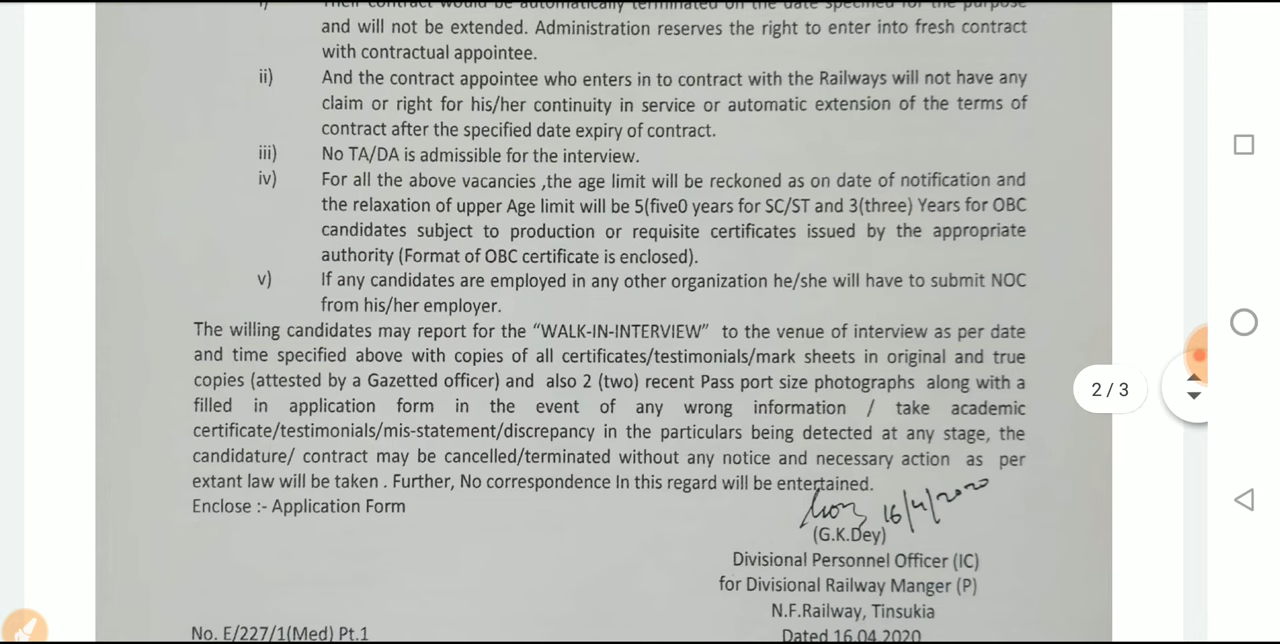 i) Their contract would be automatically terminated on the date specified for the purpose
and will not be extended. Administration reserves the right to enter into fresh contract
with contractual appointee.
ii) And the contract appointee who enters in to contract with the Railways will not have any
claim or right for his/her continuity in service or automatic extension of the terms of
contract after the specified date expiry of contract.
iii) No TA/DA is admissible for the interview.
iv) For all the above vacancies ,the age limit will be reckoned as on date of notification and
the relaxation of upper Age limit will be 5(five0 years for SC/ST and 3(three) Years for OBC
candidates subject to production or requisite certificates issued by the appropriate
authority (Format of OBC certificate is enclosed).
v) If any candidates are employed in any other organization he/she will have to submit NOC
from his/her employer.
The willing candidates may report for the “WALK-IN-INTERVIEW” to the venue of interview as per date
and time specified above with copies of all certificates/testimonials/mark sheets in original and true
copies (attested by a Gazetted officer) and also 2 (two) recent Pass port size photographs along with a
filled in application form in the event of any wrong information / take academic
certificate/testimonials/mis-statement/discrepancy in the particulars being detected at any stage, the
candidature/ contract may be cancelled/terminated without any notice and necessary action as per
extant law will be taken . Further, No correspondence In this regard will be entertained.
Enclose :- Application Form
16/4/2020
(G.K.Dey)
Divisional Personnel Officer (IC)
for Divisional Railway Manger (P)
N.F.Railway, Tinsukia
No. E/227/1(Med) Pt.1 Dated 16.04.2020
2 / 3